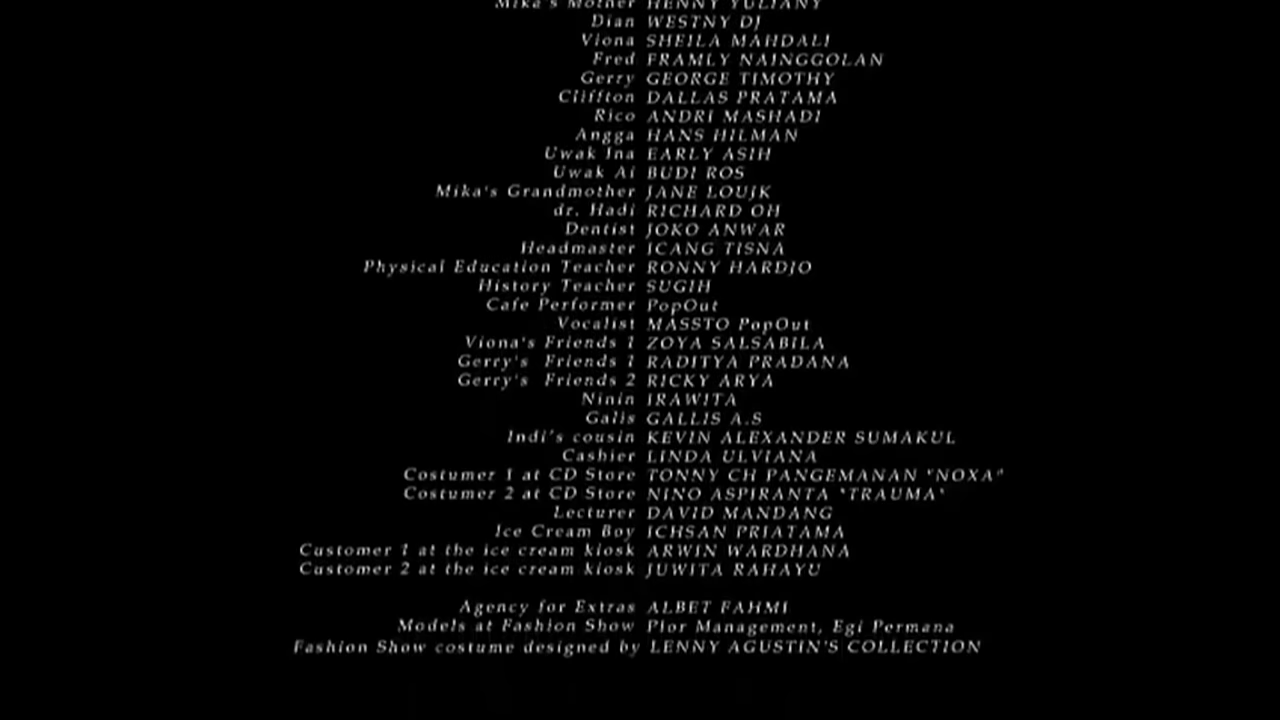 Mika's Mother HENNY YULIANY
Dian WESTNY DJ
Viona SHEILA MAHDALI
Fred FRAMLY NAINGGOLAN
Gerry GEORGE TIMOTHY
Cliffton DALLAS PRATAMA
Rico ANDRI MASHADI
Angga HANS HILMAN
Uwak Ina EARLY ASIH
Uwak Ai BUDI ROS
Mika's Grandmother JANE LOUJK
dr. Hadi RICHARD OH
Dentist JOKO ANWAR
Headmaster ICANG TISNA
Physical Education Teacher RONNY HARDJO
History Teacher SUGIH
Cafe Performer PopOut
Vocalist MASSTO PopOut
Viona's Friends 1 ZOYA SALSABILA
Gerry's Friends 1 RADITYA PRADANA
Gerry's Friends 2 RICKY ARYA
Ninin IRAWITA
Galis GALLIS A.S
Indi's cousin KEVIN ALEXANDER SUMAKUL
Cashier LINDA ULVIANA
Costumer 1 at CD Store TONNY CH PANGEMANAN "NOXA"
Costumer 2 at CD Store NINO ASPIRANTA "TRAUMA"
Lecturer DAVID MANDANG
Ice Cream Boy ICHSAN PRIATAMA
Customer 1 at the ice cream kiosk ARWIN WARDHANA
Customer 2 at the ice cream kiosk JUWITA RAHAYU
Agency for Extras ALBET FAHMI
Models at Fashion Show Plor Management, Egi Permana
Fashion Show costume designed by LENNY AGUSTIN'S COLLECTION